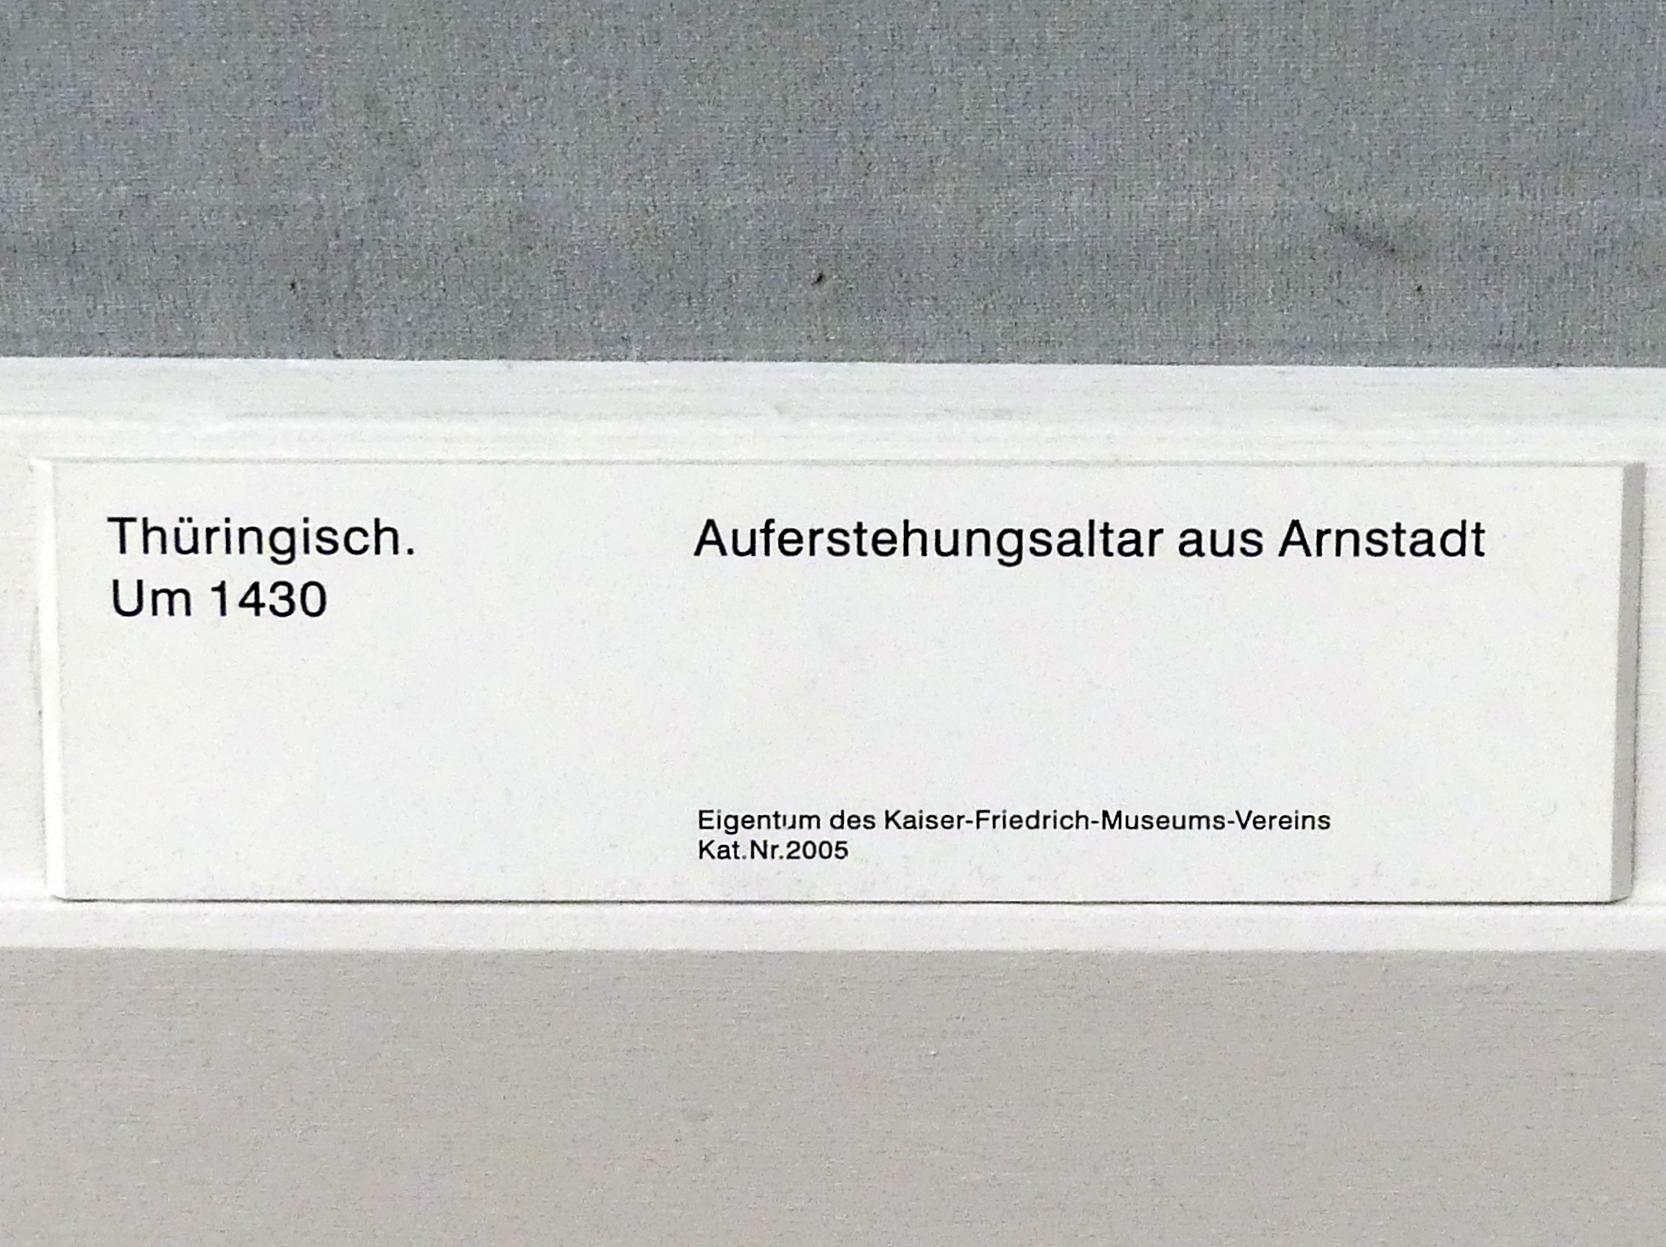 Thüringisch.
Um 1430
Auferstehungsaltar aus Arnstadt
Eigentum des Kaiser-Friedrich-Museums-Vereins
Kat.Nr.2005